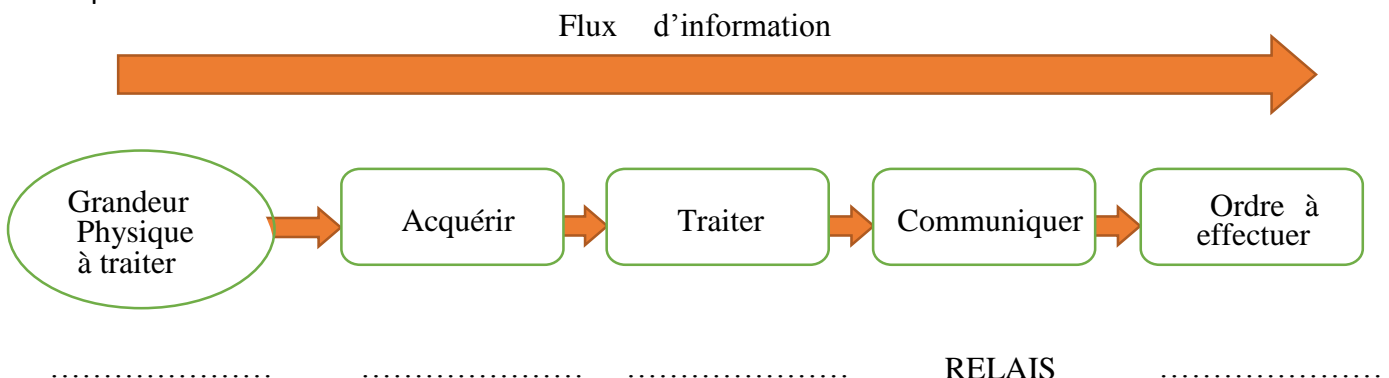 Flux d’information
Grandeur
Physique
à traiter
Acquérir
Traiter
Communiquer
Ordre à
effectuer
………………… ………………… ………………… RELAIS …………………